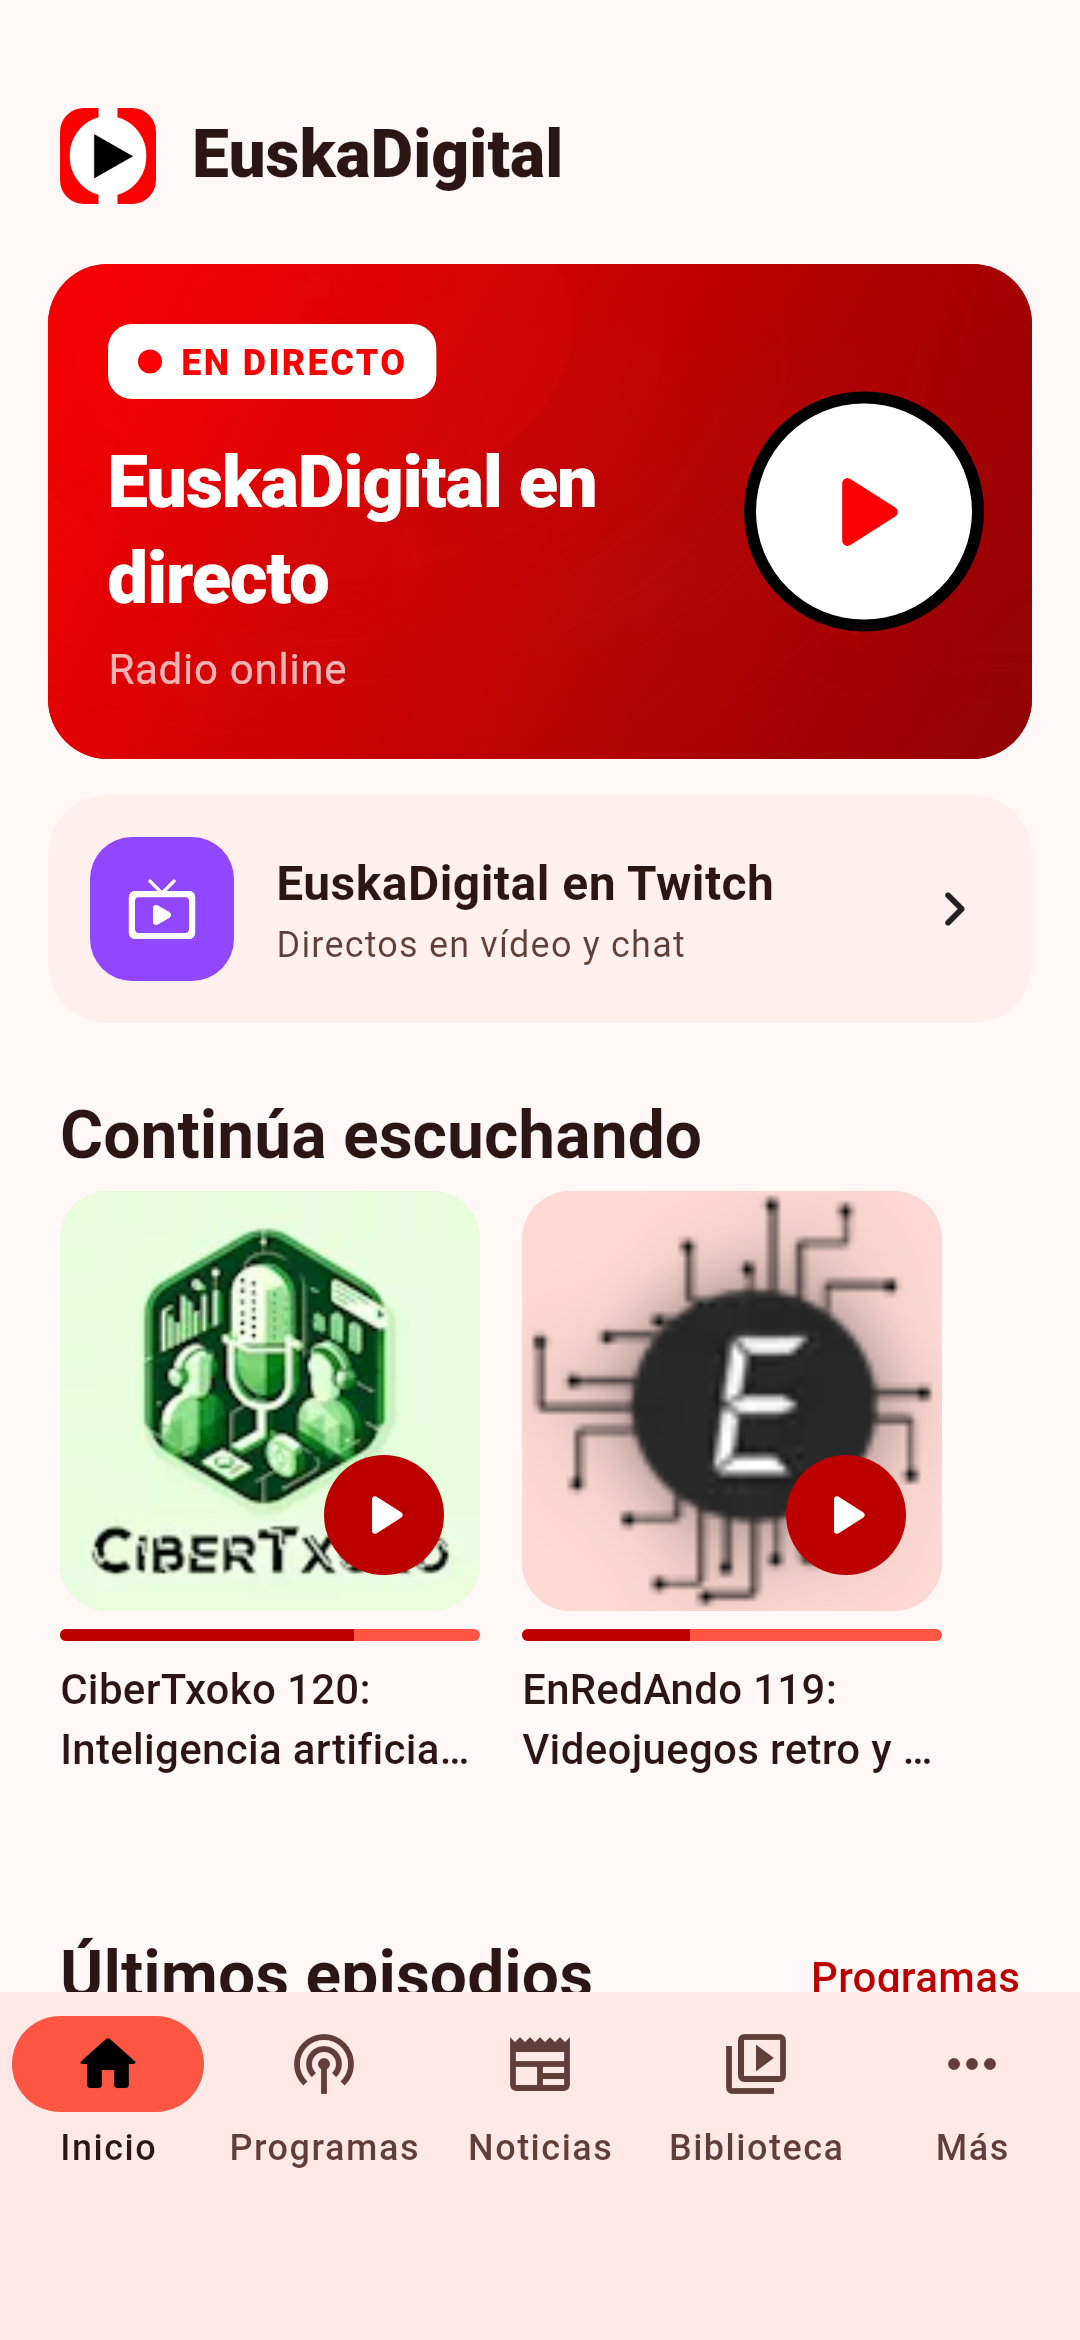 EuskaDigital
EN DIRECTO
EuskaDigital en
directo
Radio online
EuskaDigital en Twitch
Directos en vídeo y chat
Continúa escuchando
E
CiberTxoko 120:
Inteligencia artificia...
EnRedAndo 119:
Videojuegos retro y ...
Últimos episodios
Programas
Inicio
Programas
Noticias
Biblioteca
Más